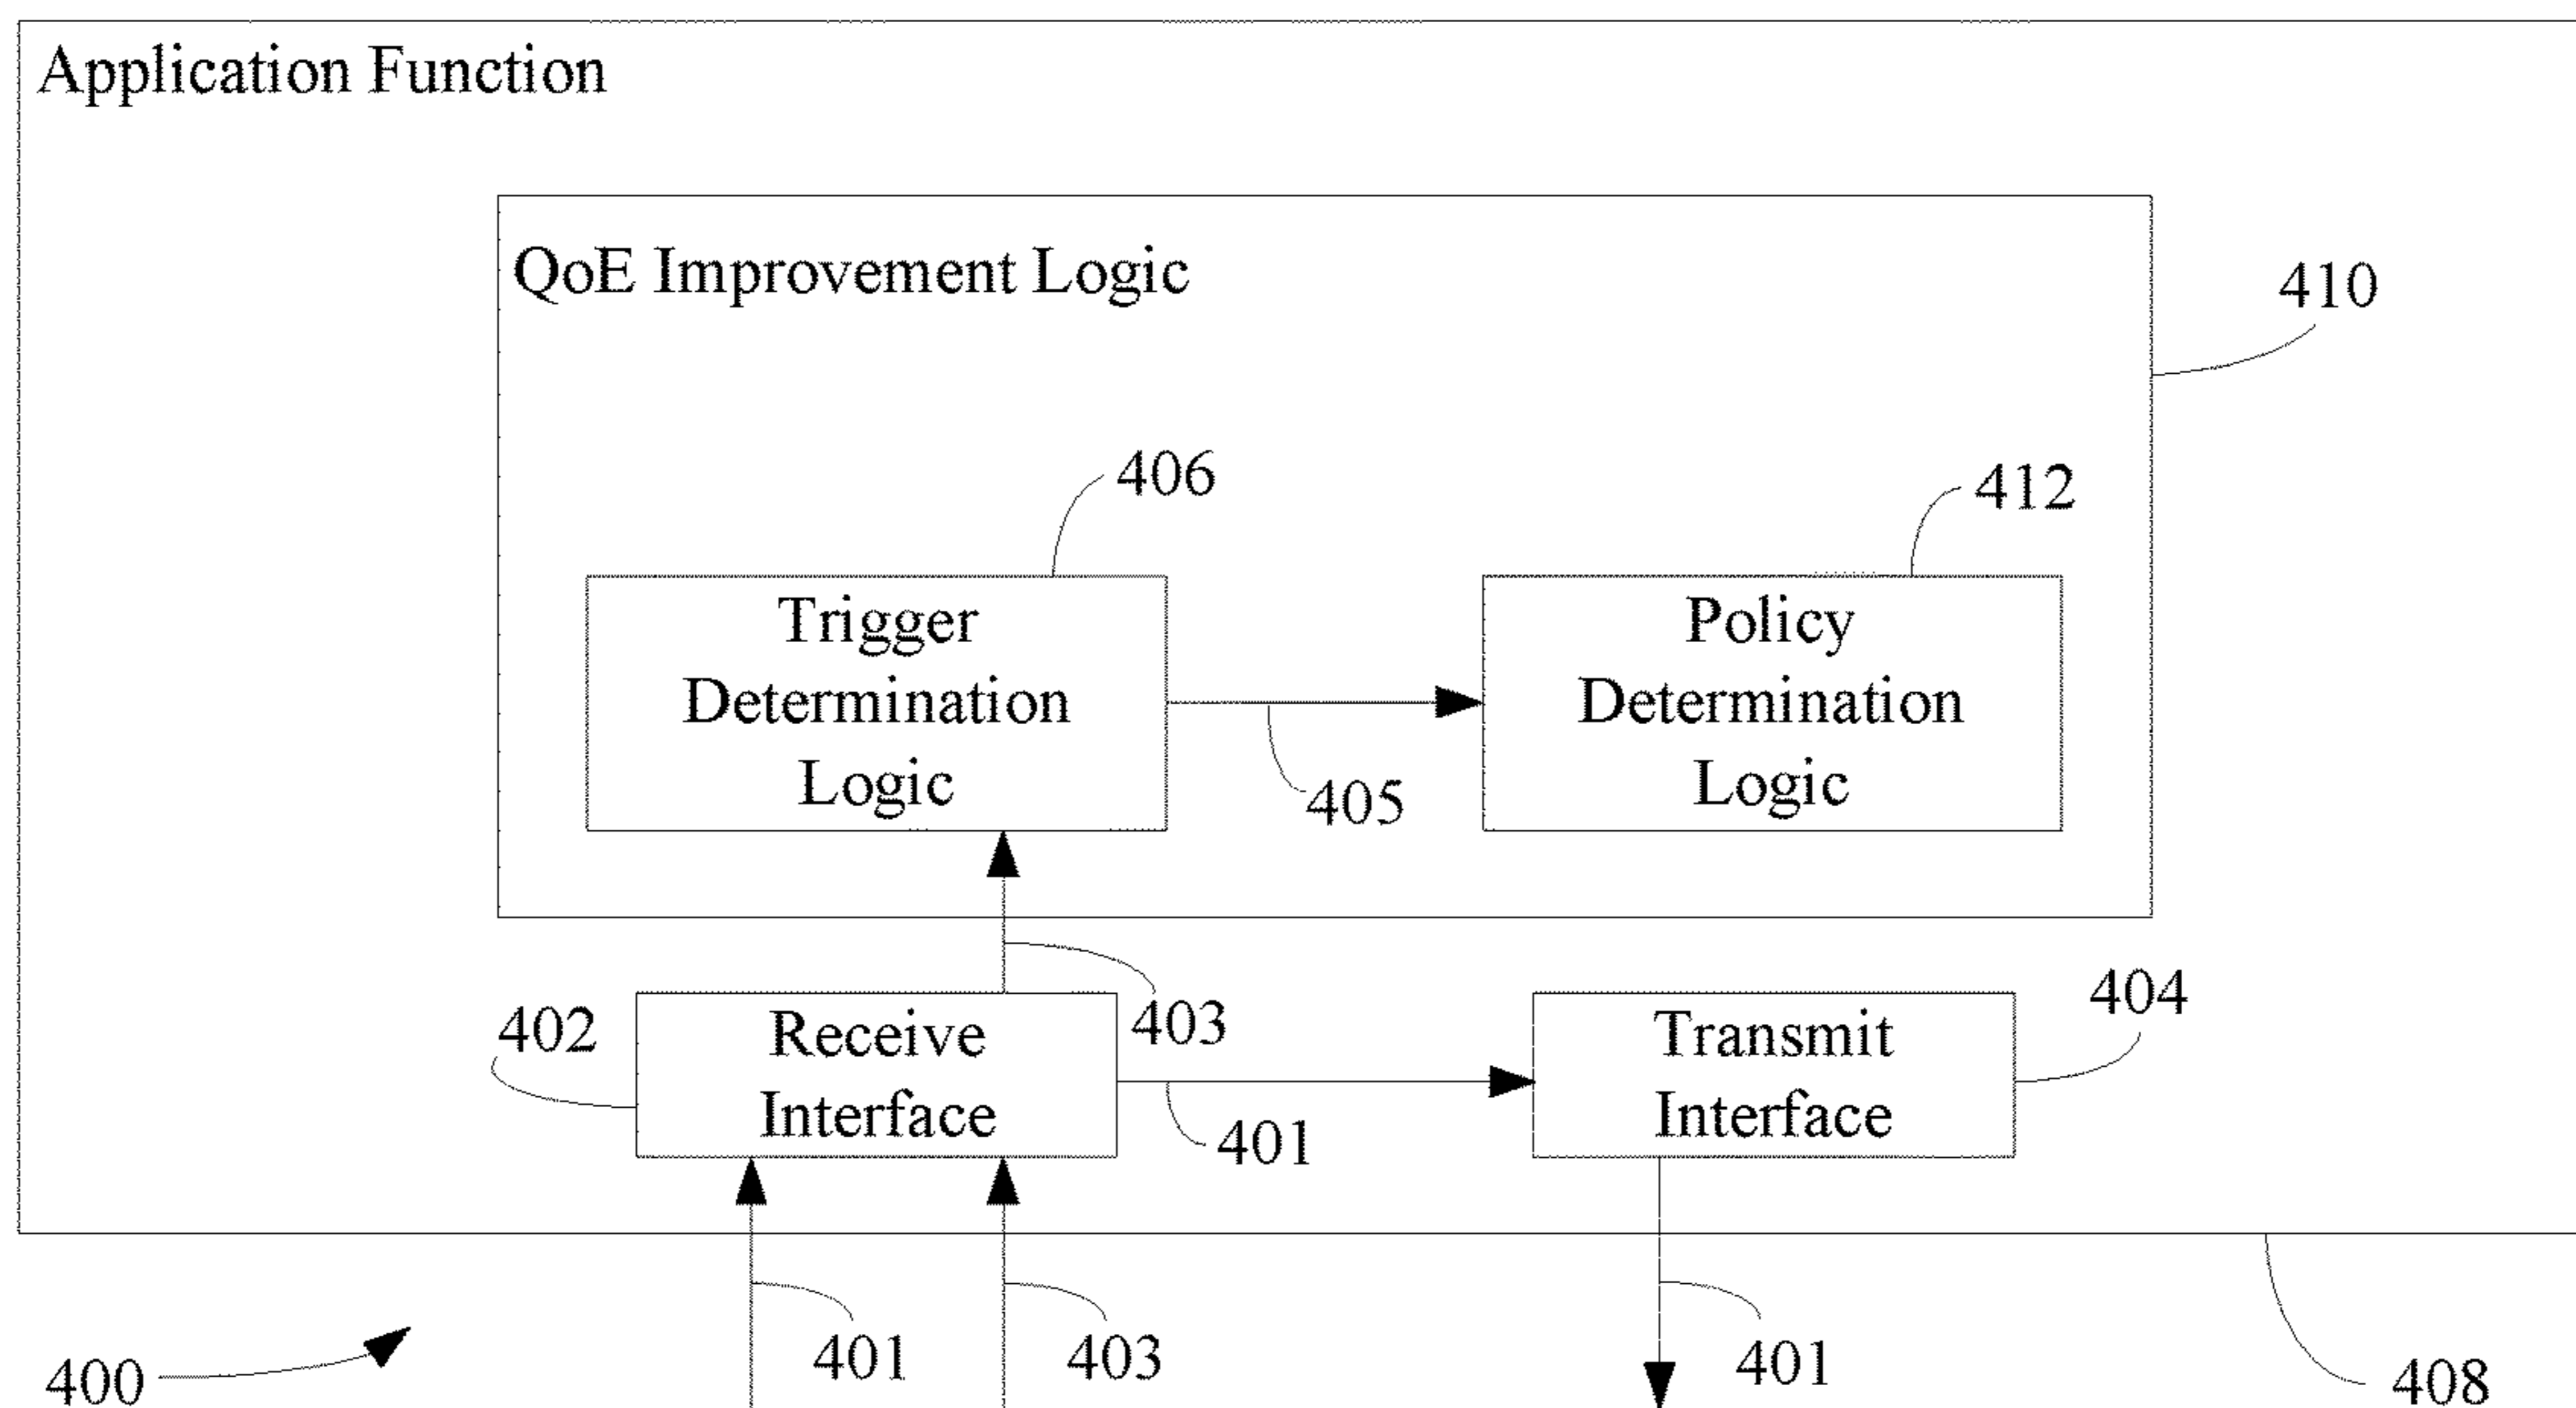 Application Function
QoE Improvement Logic
410
406
412
Trigger
Determination
Logic
Policy
Determination
Logic
405
402
Receive
Interface
403
Transmit
Interface
404
401
400
401
403
401
408